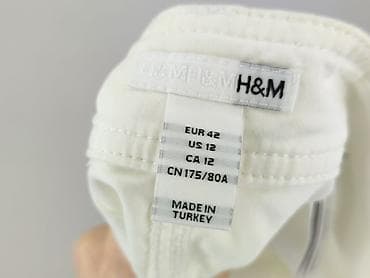 H&M H&M H&M
EUR 42
US 12
CA 12
CN 175/80A
MADE IN
TURKEY